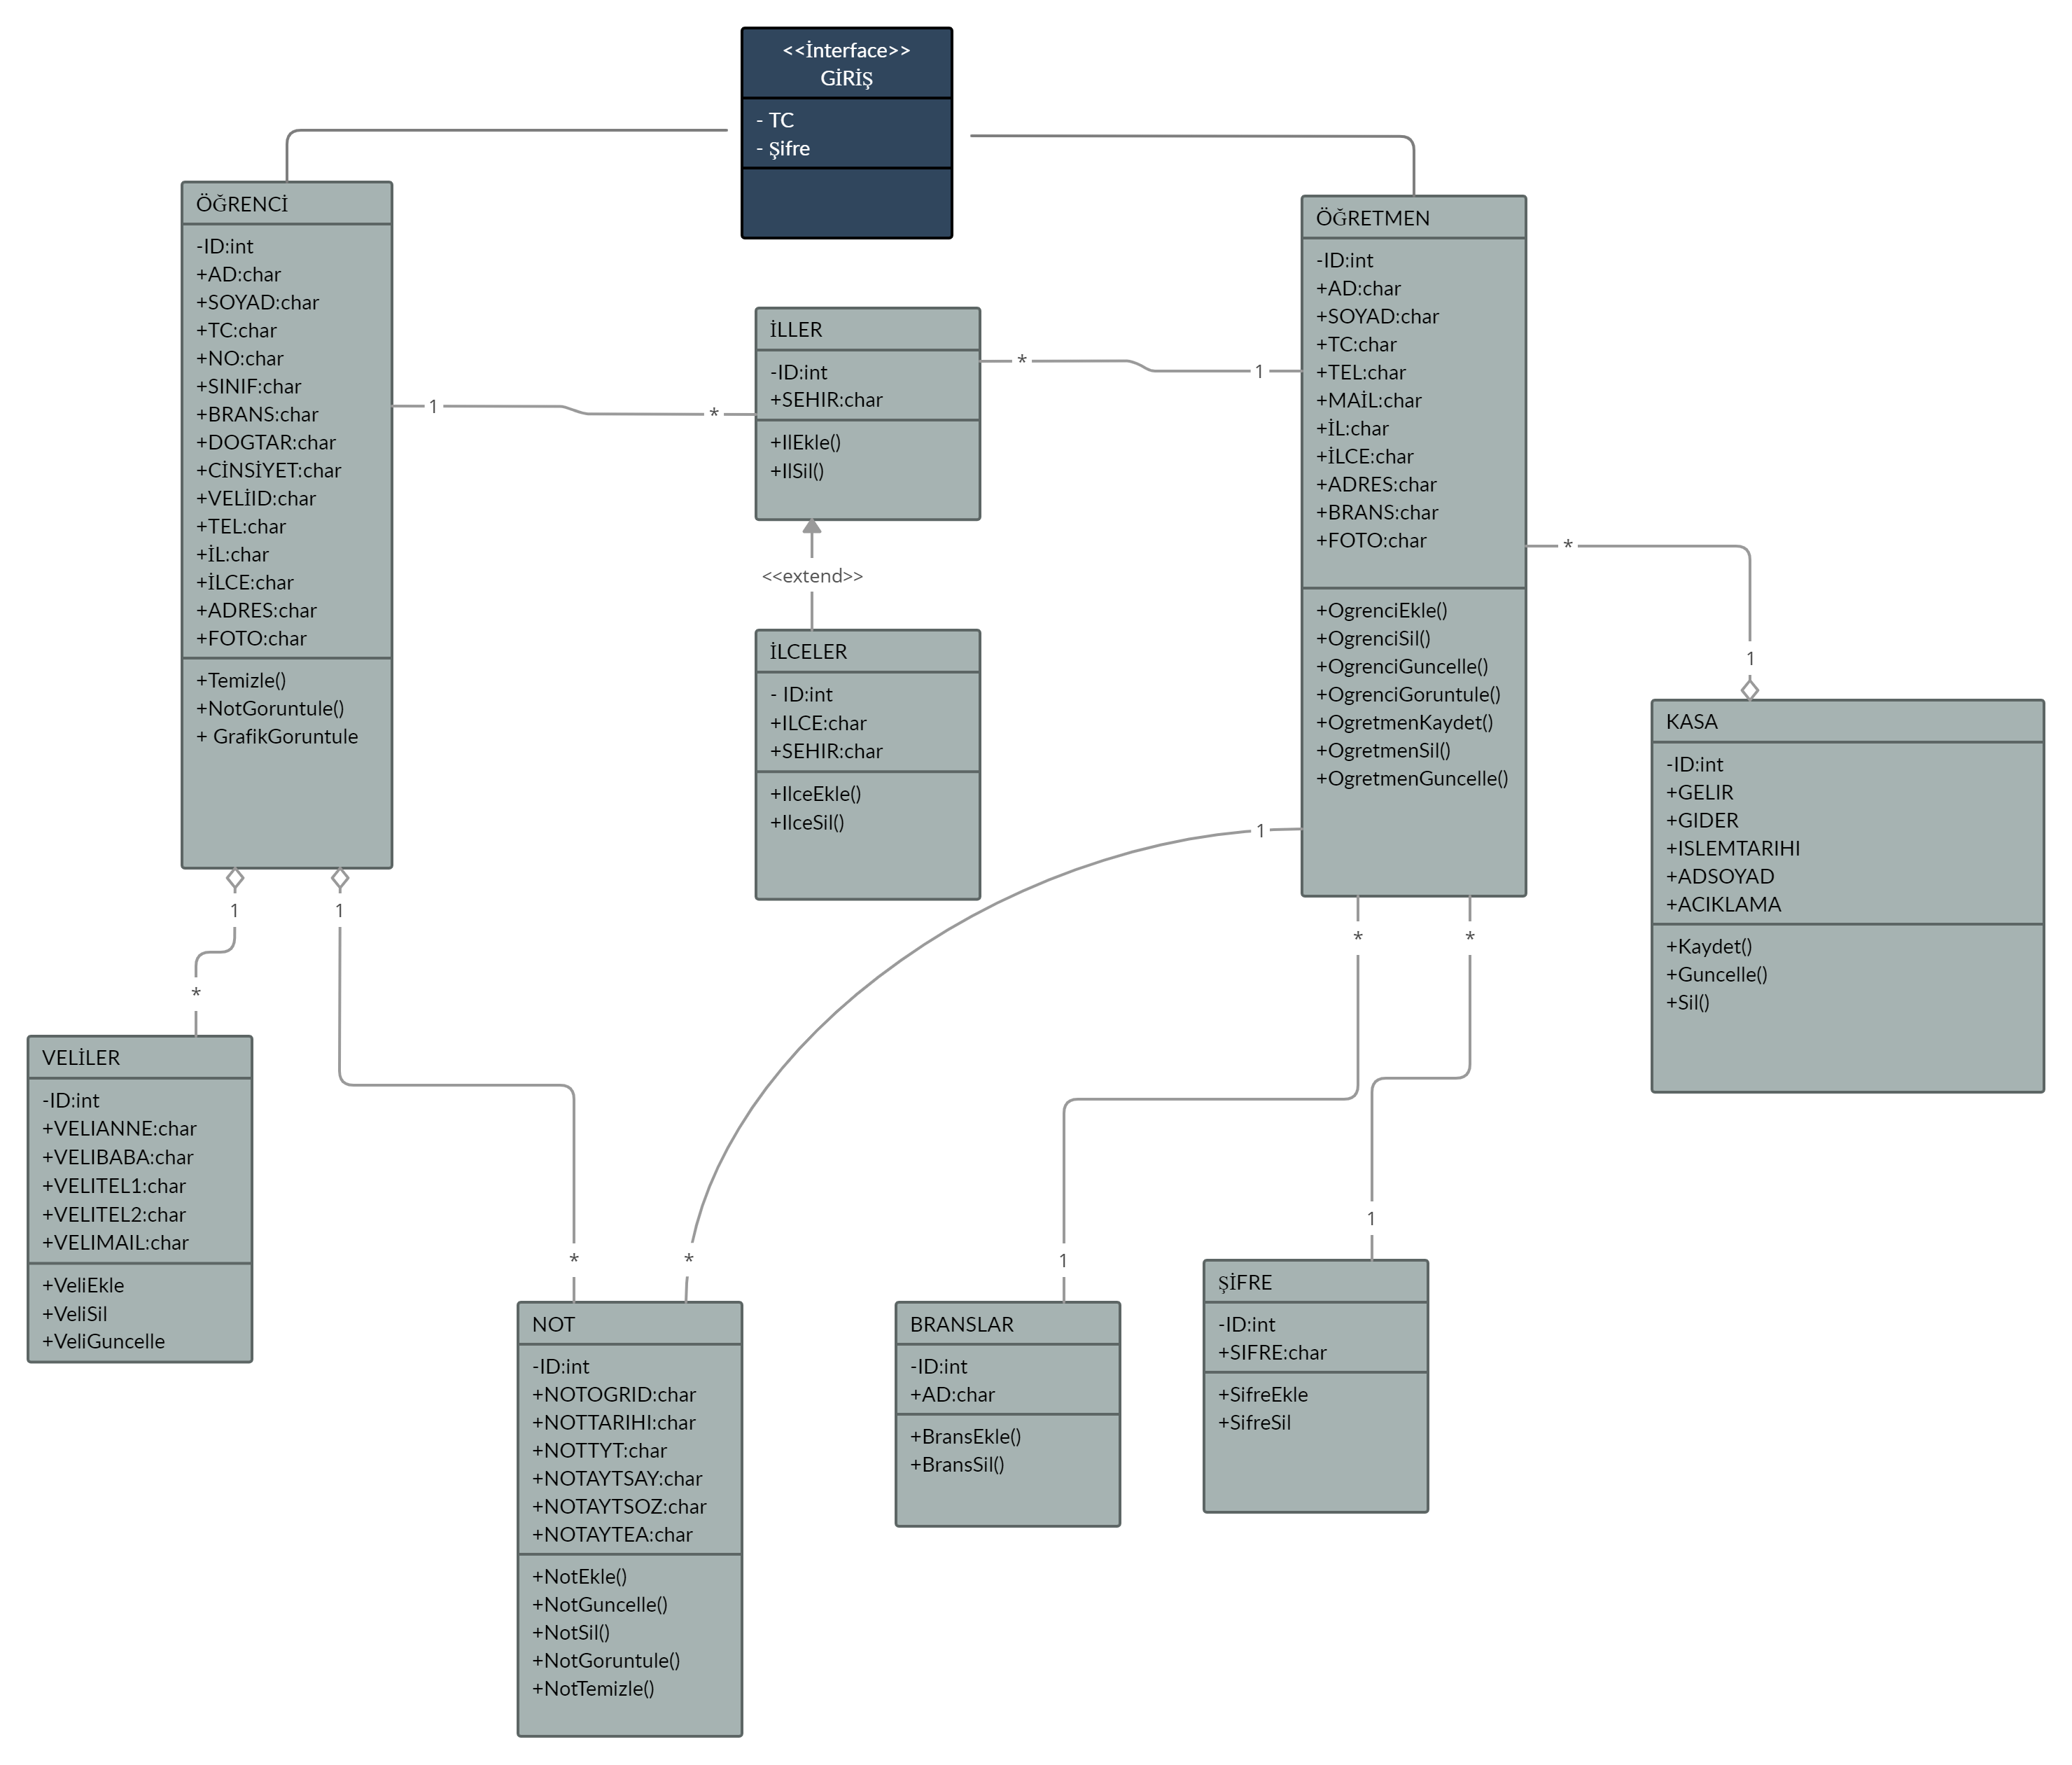 <<İnterface>>
GİRİŞ
- TC
- Şifre
ÖĞRENCİ
-ID:int
+AD:char
+SOYAD:char
+TC:char
+NO:char
+SINIF:char
+BRANS:char
+DOGTAR:char
+CİNSİYET:char
+VELİID:char
+TEL:char
+İL:char
+İLCE:char
+ADRES:char
+FOTO:char
+Temizle()
+NotGoruntule()
+ GrafikGoruntule
1
*
İLLER
-ID:int
+SEHIR:char
+IlEkle()
+IlSil()
*
1
<<extend>>
İLCELER
- ID:int
+ILCE:char
+SEHIR:char
+IlceEkle()
+IlceSil()
ÖĞRETMEN
-ID:int
+AD:char
+SOYAD:char
+TC:char
+TEL:char
+MAİL:char
+İL:char
+İLCE:char
+ADRES:char
+BRANS:char
+FOTO:char
+OgrenciEkle()
+OgrenciSil()
+OgrenciGuncelle()
+OgrenciGoruntule()
+OgretmenKaydet()
+OgretmenSil()
+OgretmenGuncelle()
*
1
KASA
-ID:int
+GELIR
+GIDER
+ISLEMTARIHI
+ADSOYAD
+ACIKLAMA
+Kaydet()
+Guncelle()
+Sil()
1
*
1
*
1
*
*
1
*
1
VELİLER
-ID:int
+VELIANNE:char
+VELIBABA:char
+VELITEL1:char
+VELITEL2:char
+VELIMAIL:char
+VeliEkle
+VeliSil
+VeliGuncelle
NOT
-ID:int
+NOTOGRID:char
+NOTTARIHI:char
+NOTTYT:char
+NOTAYTSAY:char
+NOTAYTSOZ:char
+NOTAYTEA:char
+NotEkle()
+NotGuncelle()
+NotSil()
+NotGoruntule()
+NotTemizle()
BRANSLAR
-ID:int
+AD:char
+BransEkle()
+BransSil()
ŞİFRE
-ID:int
+SIFRE:char
+SifreEkle
+SifreSil